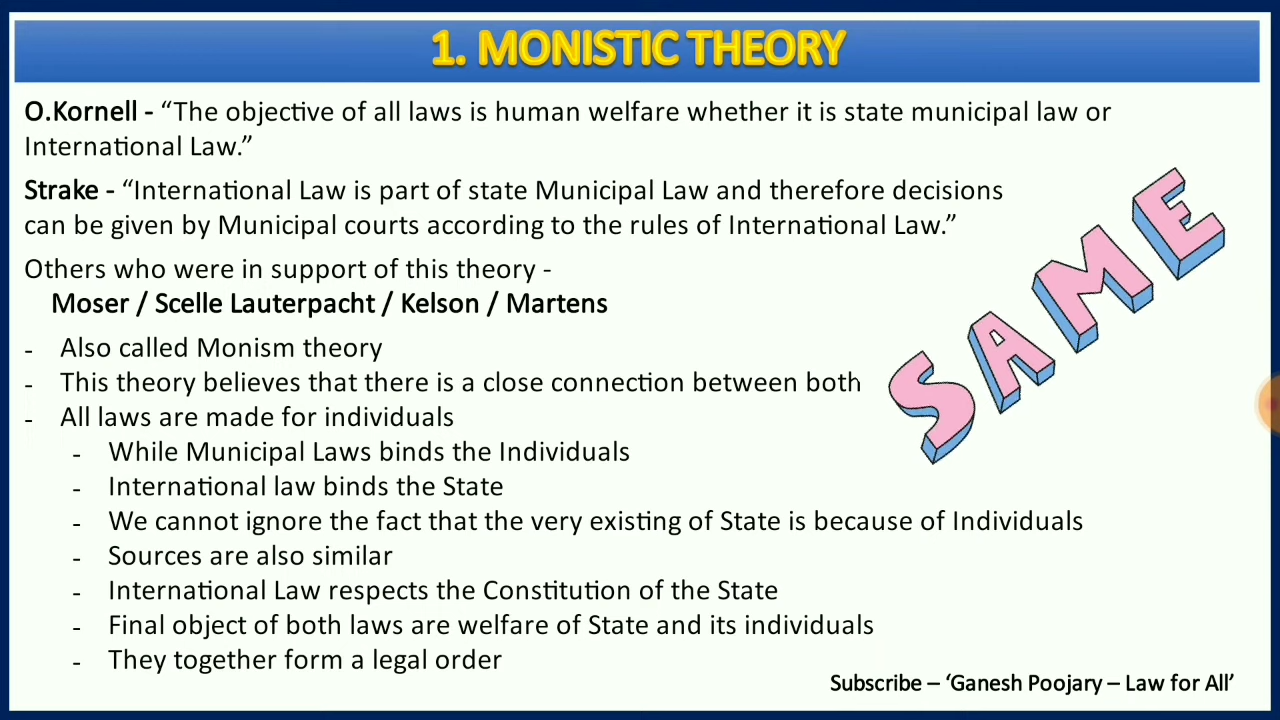 1. MONISTIC THEORY
O.Kornell - “The objective of all laws is human welfare whether it is state municipal law or
International Law.”
Strake - “International Law is part of state Municipal Law and therefore decisions
can be given by Municipal courts according to the rules of International Law.”
Others who were in support of this theory -
Moser / Scelle Lauterpacht / Kelson / Martens
- Also called Monism theory
- This theory believes that there is a close connection between both
- All laws are made for individuals
- While Municipal Laws binds the Individuals
- International law binds the State
- We cannot ignore the fact that the very existing of State is because of Individuals
- Sources are also similar
- International Law respects the Constitution of the State
- Final object of both laws are welfare of State and its individuals
- They together form a legal order
SAME
Subscribe – ‘Ganesh Poojary – Law for All’